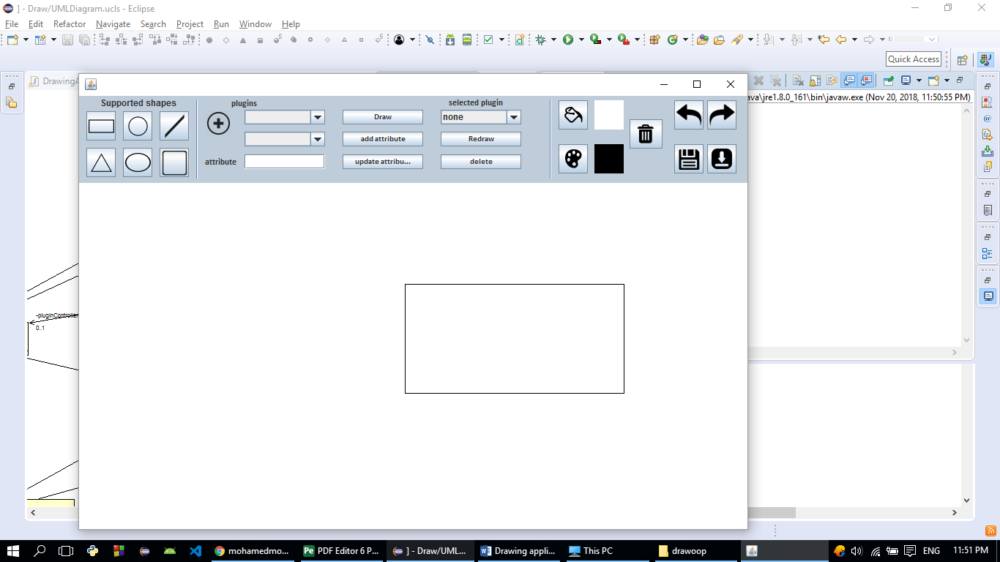 ] - Draw/UMLDiagram.ucls - Eclipse
File Edit Refactor Navigate Search Project Run Window Help
Quick Access
ava\jre1.8.0_161\bin\javaw.exe (Nov 20, 2018, 11:50:55 PM)
Supported shapes
plugins
selected plugin
Draw
none
add attribute
Redraw
attribute
update attribu...
delete
-pluginController
0..1
mohamedmo...
PDF Editor 6 P...
] - Draw/UML...
Drawing appli...
This PC
drawoop
ENG
11:51 PM